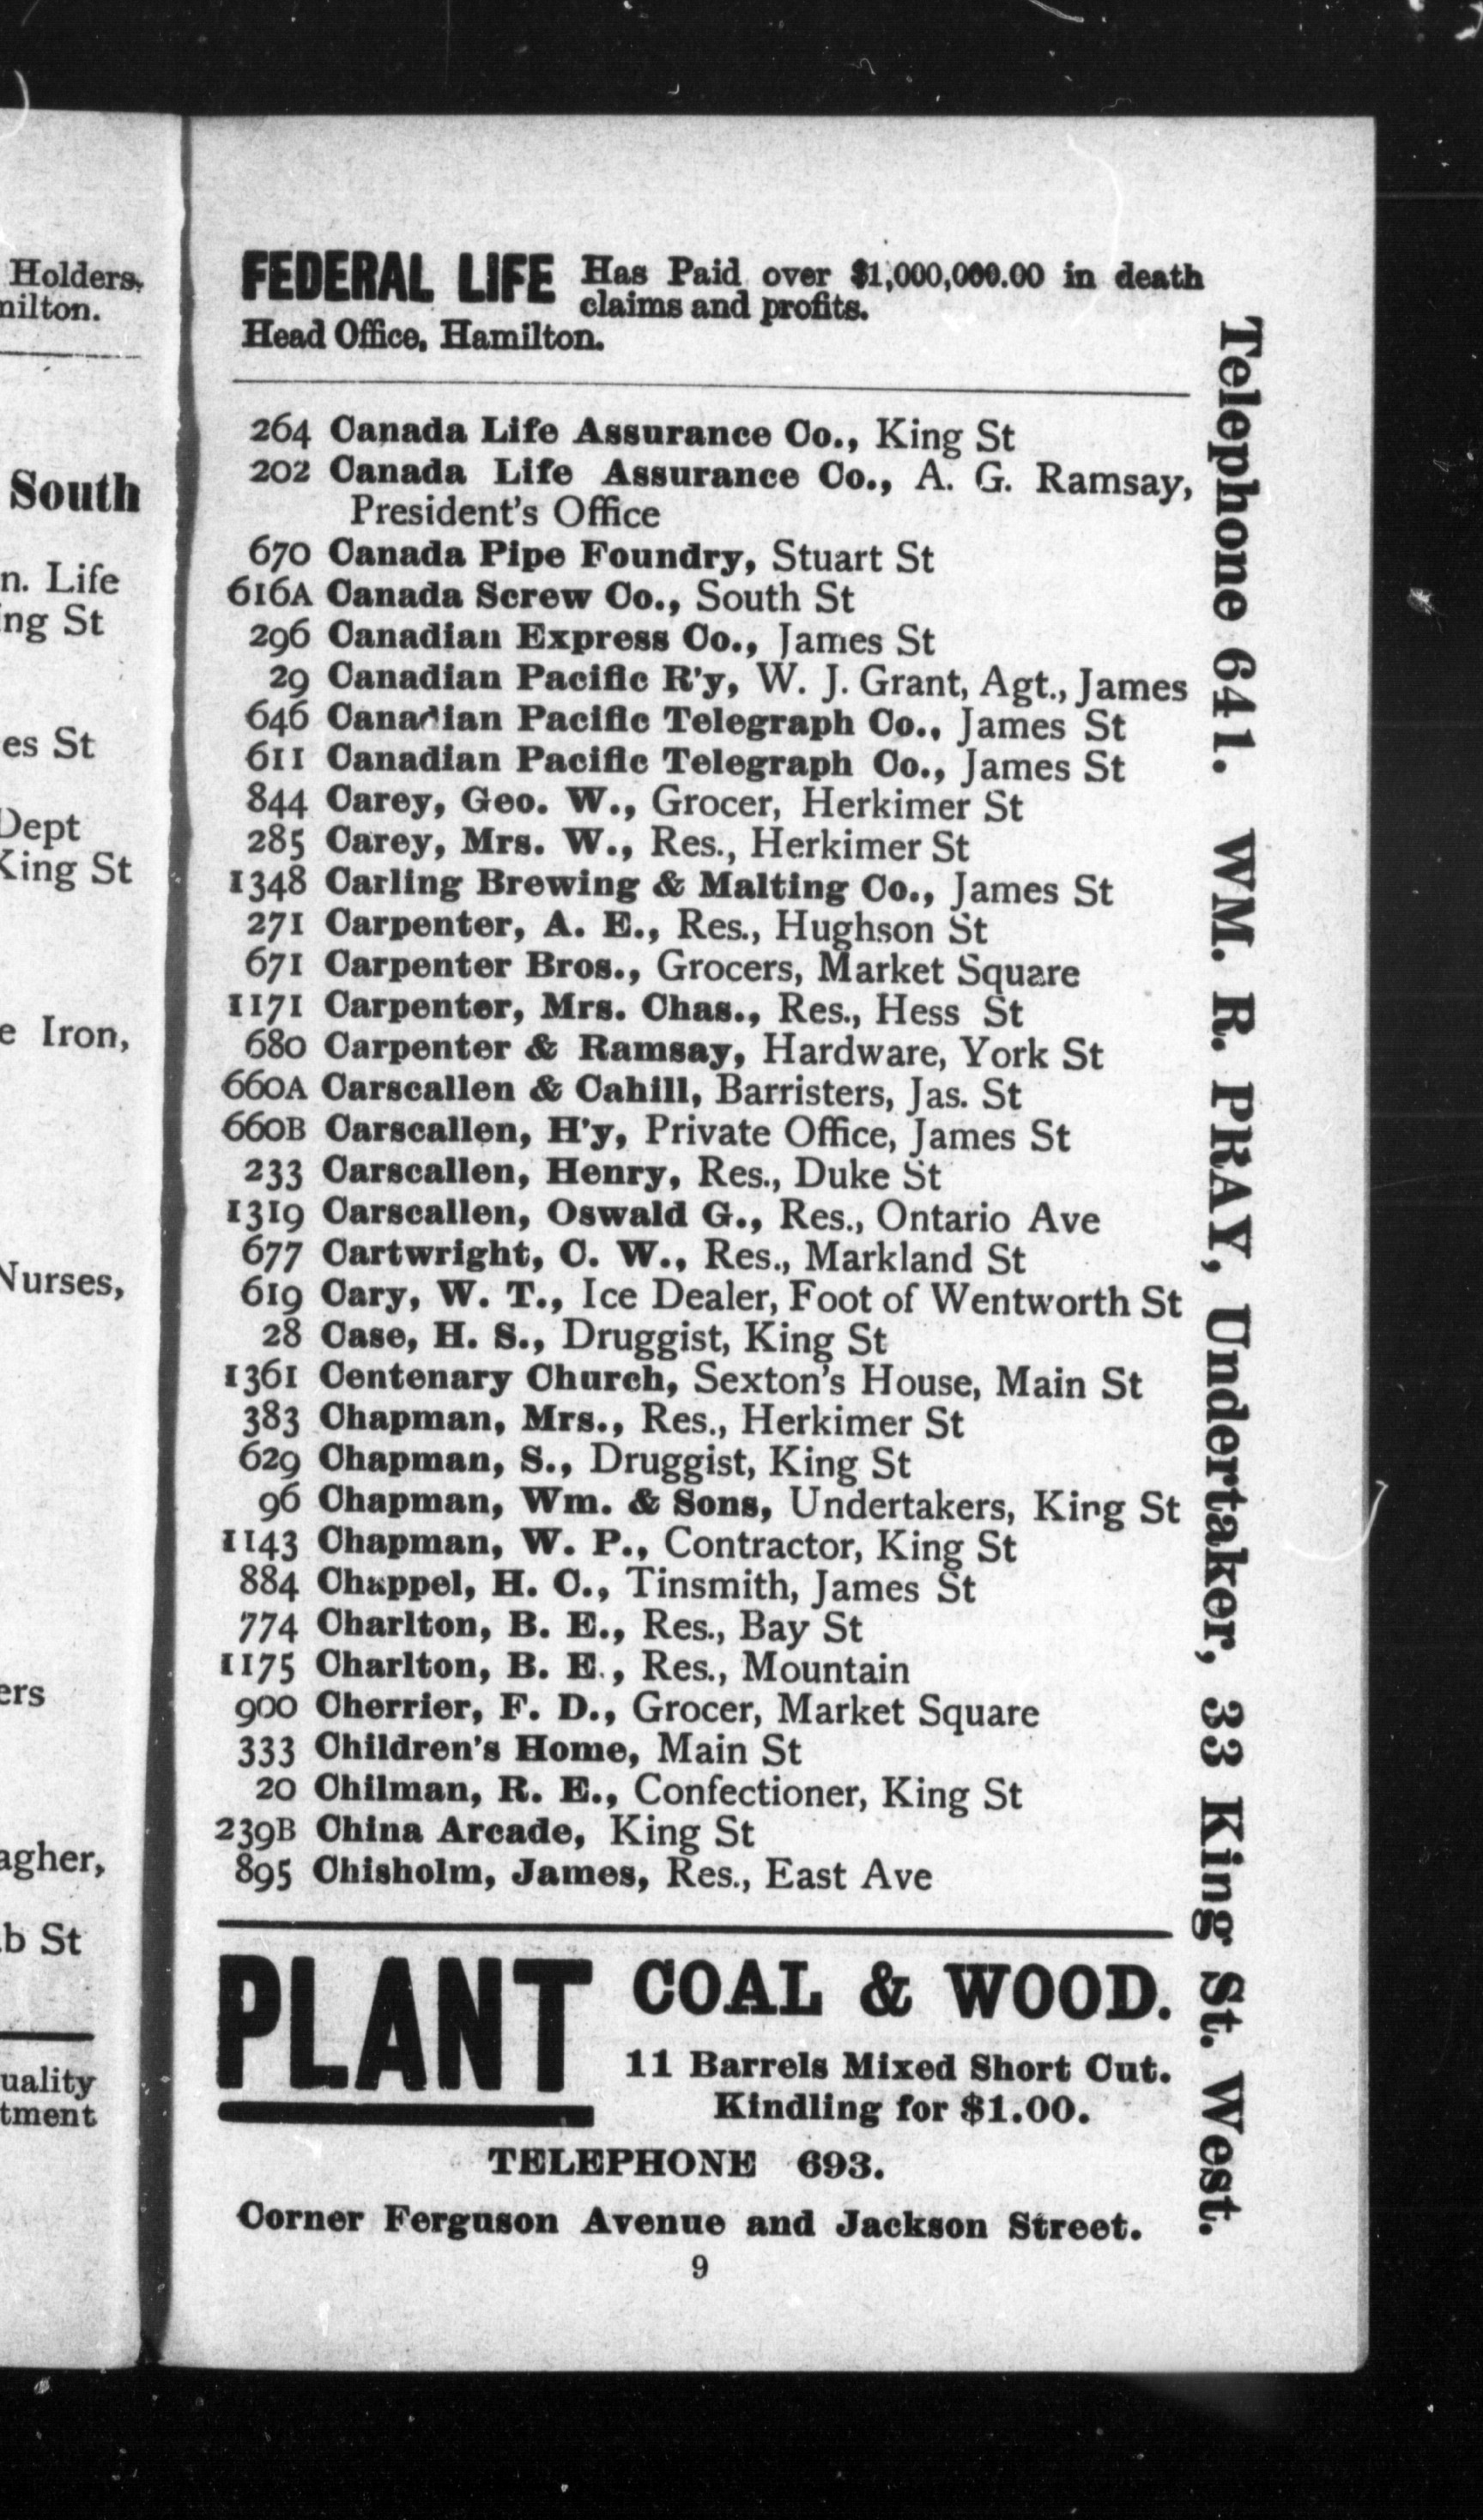 Holders,
South
n. Life
ng St
es St
Dept
King St
e Iron,
Nurses,
ers
agher,
b St
uality
tment
FEDERAL LIFE Has Paid over $1,000,000.00 in death
claims and profits.
Head Office, Hamilton.
264 Canada Life Assurance Co., King St
202 Canada Life Assurance Co., A. G. Ramsay,
President's Office
670 Canada Pipe Foundry, Stuart St
616A Canada Screw Co., South St
296 Canadian Express Co., James St
29 Canadian Pacific R'y, W. J. Grant, Agt., James
646 Canadian Pacific Telegraph Co., James St
611 Canadian Pacific Telegraph Co., James St
844 Carey, Geo. W., Grocer, Herkimer St
285 Carey, Mrs. W., Res., Herkimer St
1348 Carling Brewing & Malting Co., James St
271 Carpenter, A. E., Res., Hughson St
671 Carpenter Bros., Grocers, Market Square
1171 Carpenter, Mrs. Chas., Res., Hess St
680 Carpenter & Ramsay, Hardware, York St
660A Carscallen & Cahill, Barristers, Jas. St
660B Carscallen, H'y, Private Office, James St
233 Carscallen, Henry, Res., Duke St
1319 Carscallen, Oswald G., Res., Ontario Ave
677 Cartwright, C. W., Res., Markland St
619 Cary, W. T., Ice Dealer, Foot of Wentworth St
28 Case, H. S., Druggist, King St
1361 Centenary Church, Sexton's House, Main St
383 Chapman, Mrs., Res., Herkimer St
629 Chapman, S., Druggist, King St
96 Chapman, Wm. & Sons, Undertakers, King St
1143 Chapman, W. P., Contractor, King St
884 Chappel, H. C., Tinsmith, James St
774 Charlton, B. E., Res., Bay St
1175 Charlton, B. E., Res., Mountain
900 Cherrier, F. D., Grocer, Market Square
333 Children's Home, Main St
20 Chilman, R. E., Confectioner, King St
239B China Arcade, King St
895 Chisholm, James, Res., East Ave
PLANT COAL & WOOD.
11 Barrels Mixed Short Cut.
Kindling for $1.00.
TELEPHONE 693.
Corner Ferguson Avenue and Jackson Street.
9
Telephone 641. WM. R. PRAY, Undertaker, 33 King St. West.